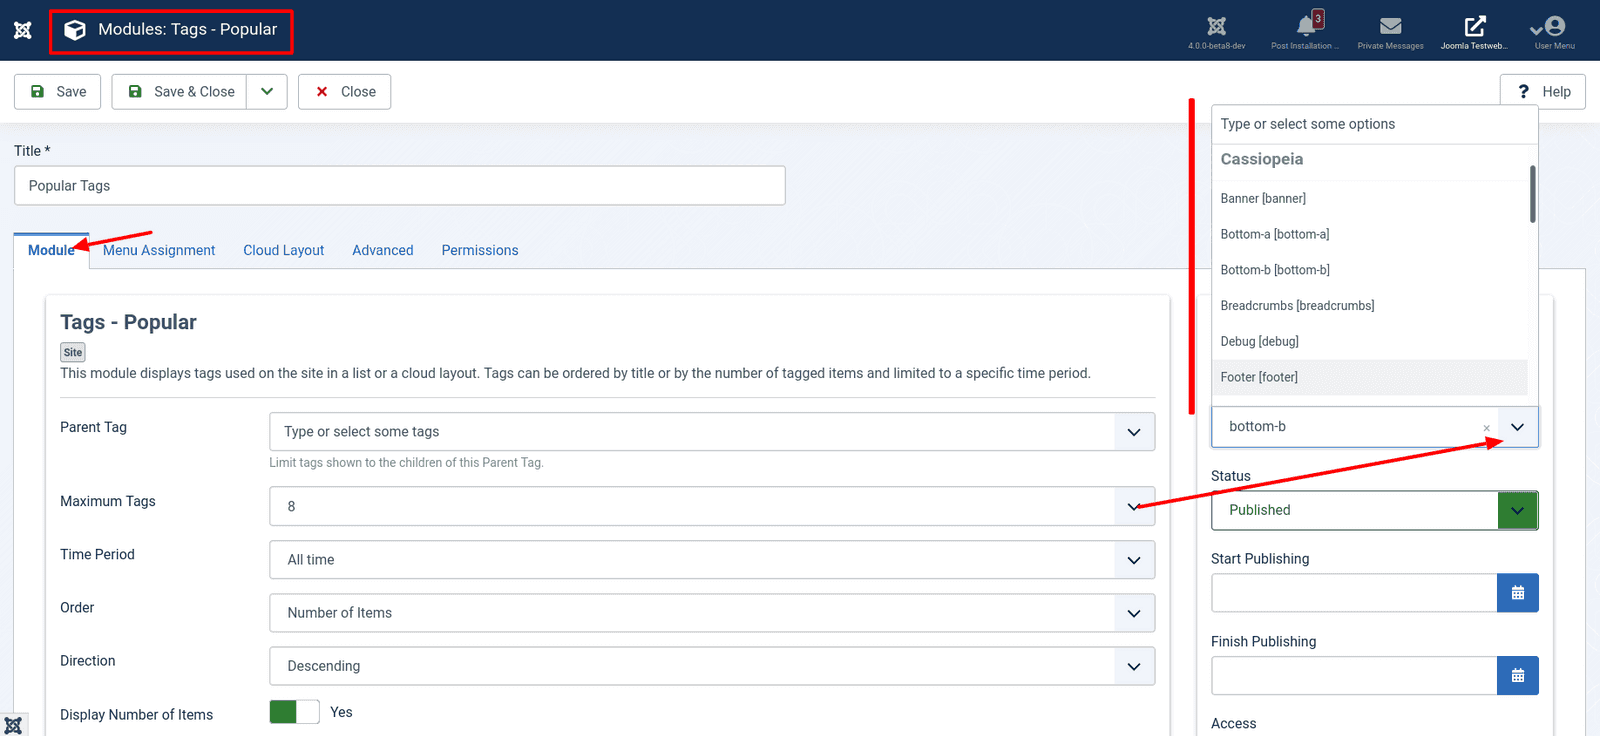 Modules: Tags - Popular
4.0.0-beta8-dev
3
Post Installation ...
Private Messages
Joomla Testweb...
User Menu
Save
Save & Close
Close
? Help
Title *
Popular Tags
Module
Menu Assignment
Cloud Layout
Advanced
Permissions
Tags - Popular
Site
This module displays tags used on the site in a list or a cloud layout. Tags can be ordered by title or by the number of tagged items and limited to a specific time period.
Parent Tag
Type or select some tags
Limit tags shown to the children of this Parent Tag.
Maximum Tags
8
Time Period
All time
Order
Number of Items
Direction
Descending
Display Number of Items
Yes
Type or select some options
Cassiopeia
Banner [banner]
Bottom-a [bottom-a]
Bottom-b [bottom-b]
Breadcrumbs [breadcrumbs]
Debug [debug]
Footer [footer]
bottom-b
×
Status
Published
Start Publishing
Finish Publishing
Access